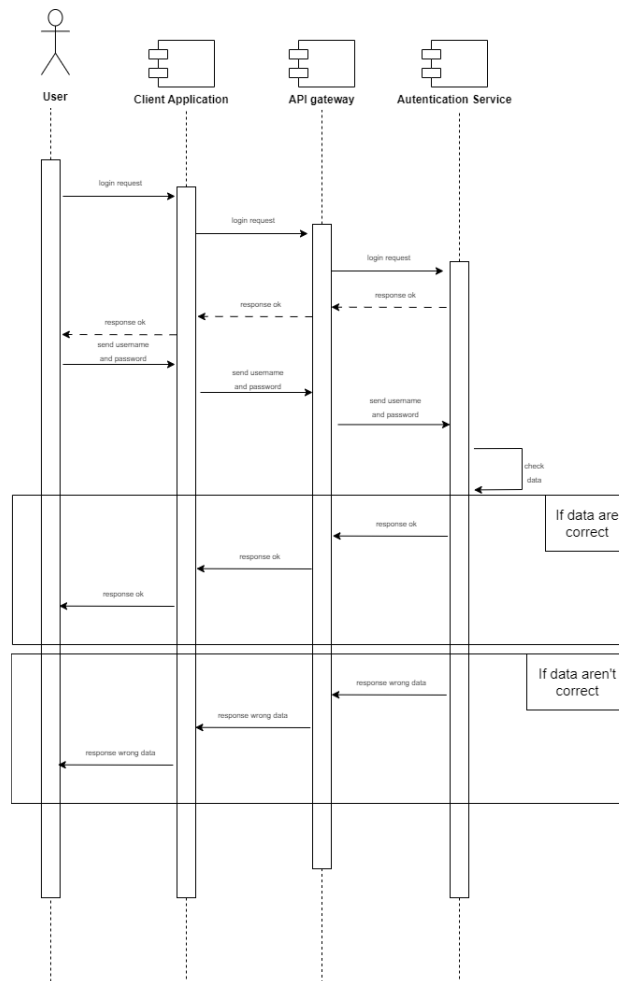 User
Client Application
API gateway
Autentication Service
login request
login request
login request
response ok
response ok
response ok
send username
and password
send username
and password
send username
and password
check
data
If data are
correct
response ok
response ok
response ok
If data aren't
correct
response wrong data
response wrong data
response wrong data